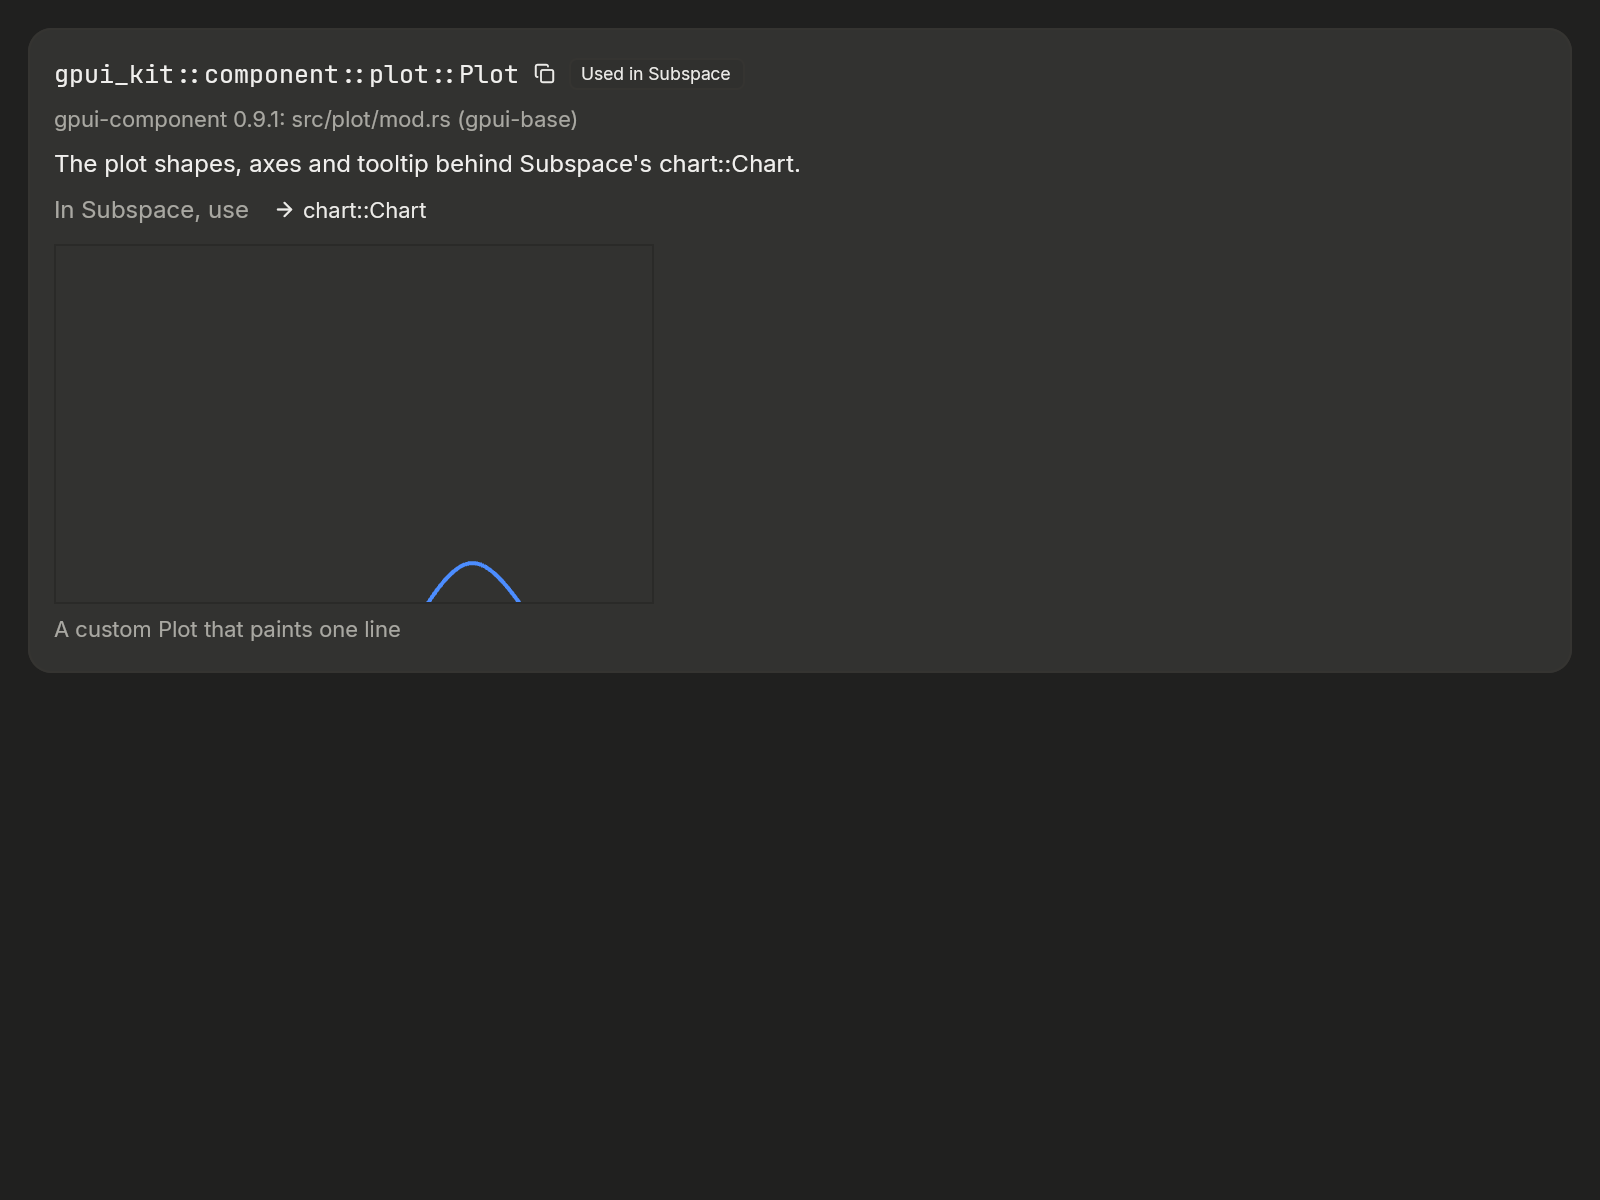 gpui_kit::component::plot::Plot Used in Subspace
gpui-component 0.9.1: src/plot/mod.rs (gpui-base)
The plot shapes, axes and tooltip behind Subspace's chart::Chart.
In Subspace, use → chart::Chart
A custom Plot that paints one line